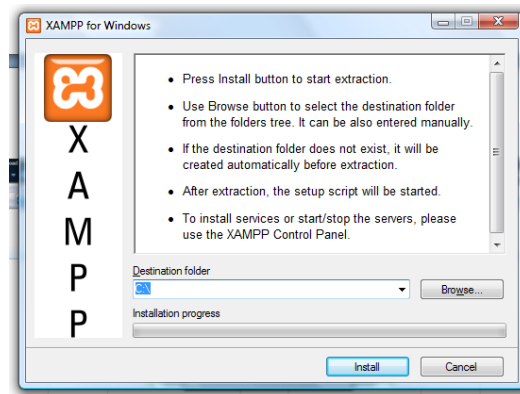 XAMPP for Windows
Press Install button to start extraction.
Use Browse button to select the destination folder
from the folders tree. It can be also entered manually.
If the destination folder does not exist, it will be
created automatically before extraction.
After extraction, the setup script will be started.
To install services or start/stop the servers, please
use the XAMPP Control Panel.
X
A
M
P
P
Destination folder
C:\
Browse...
Installation progress
Install
Cancel